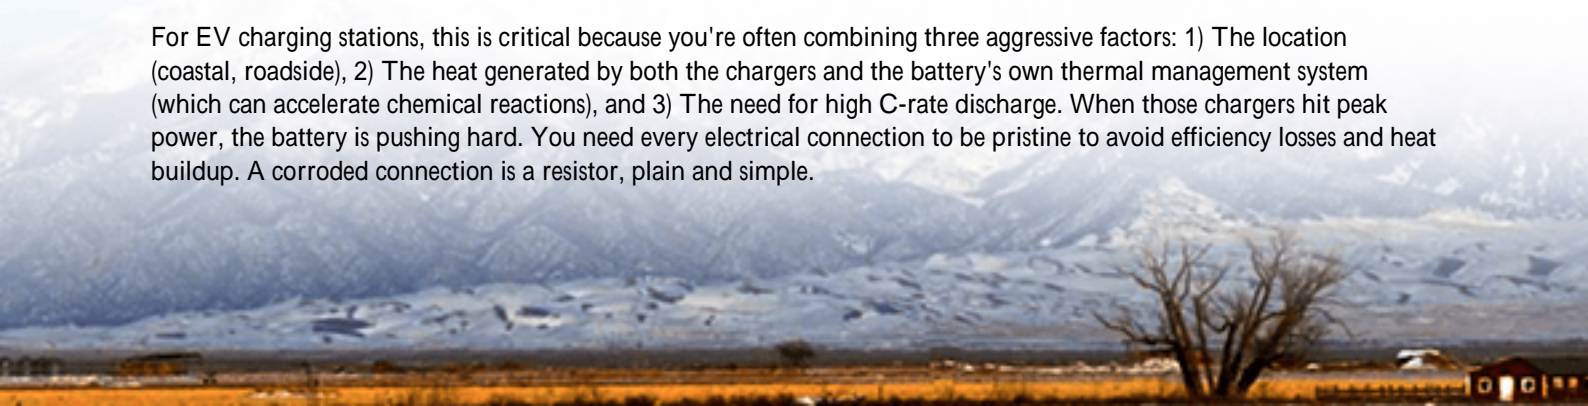 For EV charging stations, this is critical because you're often combining three aggressive factors: 1) The location
(coastal, roadside), 2) The heat generated by both the chargers and the battery's own thermal management system
(which can accelerate chemical reactions), and 3) The need for high C-rate discharge. When those chargers hit peak
power, the battery is pushing hard. You need every electrical connection to be pristine to avoid efficiency losses and heat
buildup. A corroded connection is a resistor, plain and simple.